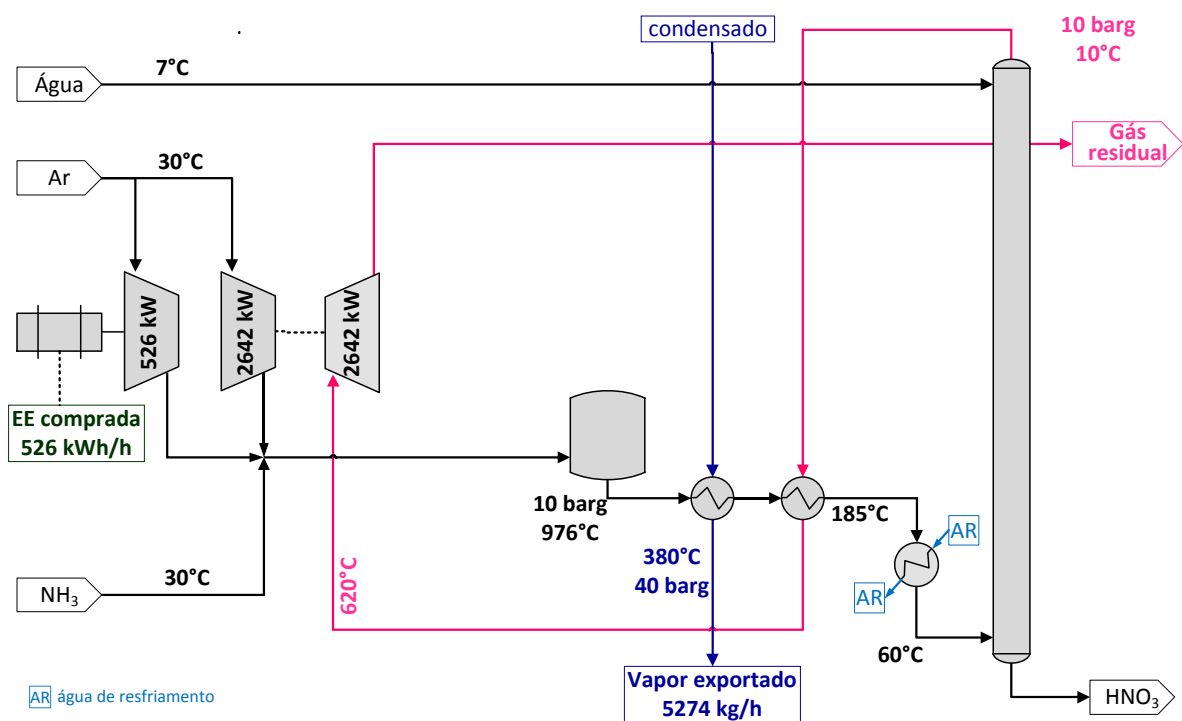 condensado
10 barg
10°C
7°C
Água
Gás
residual
30°C
Ar
526 kW
2642 kW
2642 kW
EE comprada
526 kWh/h
10 barg
976°C
185°C
AR
380°C
40 barg
620°C
30°C
NH₃
AR
60°C
Vapor exportado
5274 kg/h
AR água de resfriamento
HNO₃